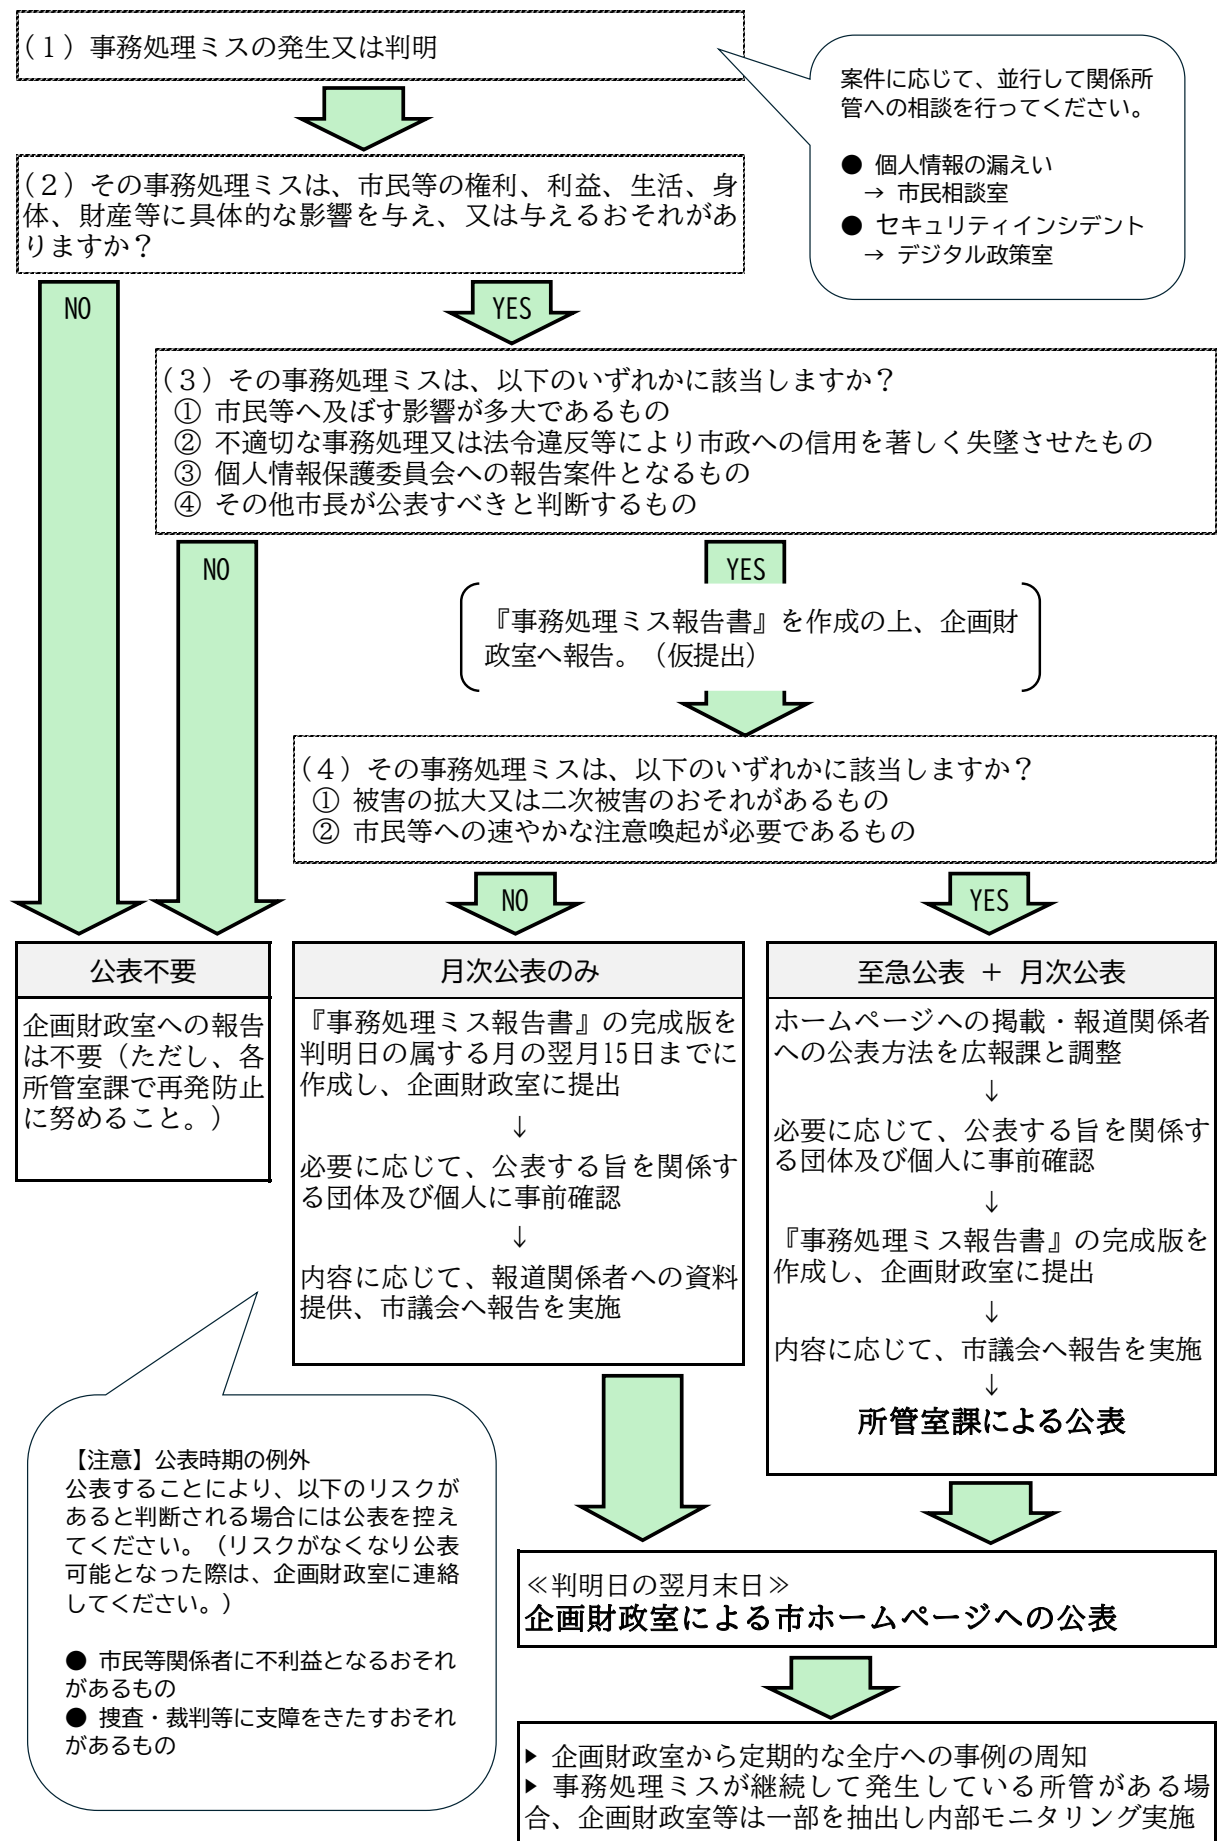 (１) 事務処理ミスの発生又は判明
案件に応じて、並行して関係所
管への相談を行ってください。
● 個人情報の漏えい
→ 市民相談室
● セキュリティインシデント
→ デジタル政策室
(２) その事務処理ミスは、市民等の権利、利益、生活、身
体、財産等に具体的な影響を与え、又は与えるおそれがあ
りますか？
NO
YES
(３) その事務処理ミスは、以下のいずれかに該当しますか？
① 市民等へ及ぼす影響が多大であるもの
② 不適切な事務処理又は法令違反等により市政への信用を著しく失墜させたもの
③ 個人情報保護委員会への報告案件となるもの
④ その他市長が公表すべきと判断するもの
NO
YES
『事務処理ミス報告書』を作成の上、企画財
政室へ報告。（仮提出）
(４) その事務処理ミスは、以下のいずれかに該当しますか？
① 被害の拡大又は二次被害のおそれがあるもの
② 市民等への速やかな注意喚起が必要であるもの
NO
YES
公表不要
企画財政室への報告
は不要（ただし、各
所管室課で再発防止
に努めること。）
月次公表のみ
『事務処理ミス報告書』の完成版を
判明日の属する月の翌月15日までに
作成し、企画財政室に提出
↓
必要に応じて、公表する旨を関係す
る団体及び個人に事前確認
↓
内容に応じて、報道関係者への資料
提供、市議会へ報告を実施
至急公表 + 月次公表
ホームページへの掲載・報道関係者
への公表方法を広報課と調整
↓
必要に応じて、公表する旨を関係す
る団体及び個人に事前確認
↓
『事務処理ミス報告書』の完成版を
作成し、企画財政室に提出
↓
内容に応じて、市議会へ報告を実施
↓
所管室課による公表
【注意】公表時期の例外
公表することにより、以下のリスクが
あると判断される場合には公表を控え
てください。（リスクがなくなり公表
可能となった際は、企画財政室に連絡
してください。）
● 市民等関係者に不利益となるおそれ
があるもの
● 捜査・裁判等に支障をきたすおそれ
があるもの
≪判明日の翌月末日≫
企画財政室による市ホームページへの公表
▶ 企画財政室から定期的な全庁への事例の周知
▶ 事務処理ミスが継続して発生している所管がある場
合、企画財政室等は一部を抽出し内部モニタリング実施